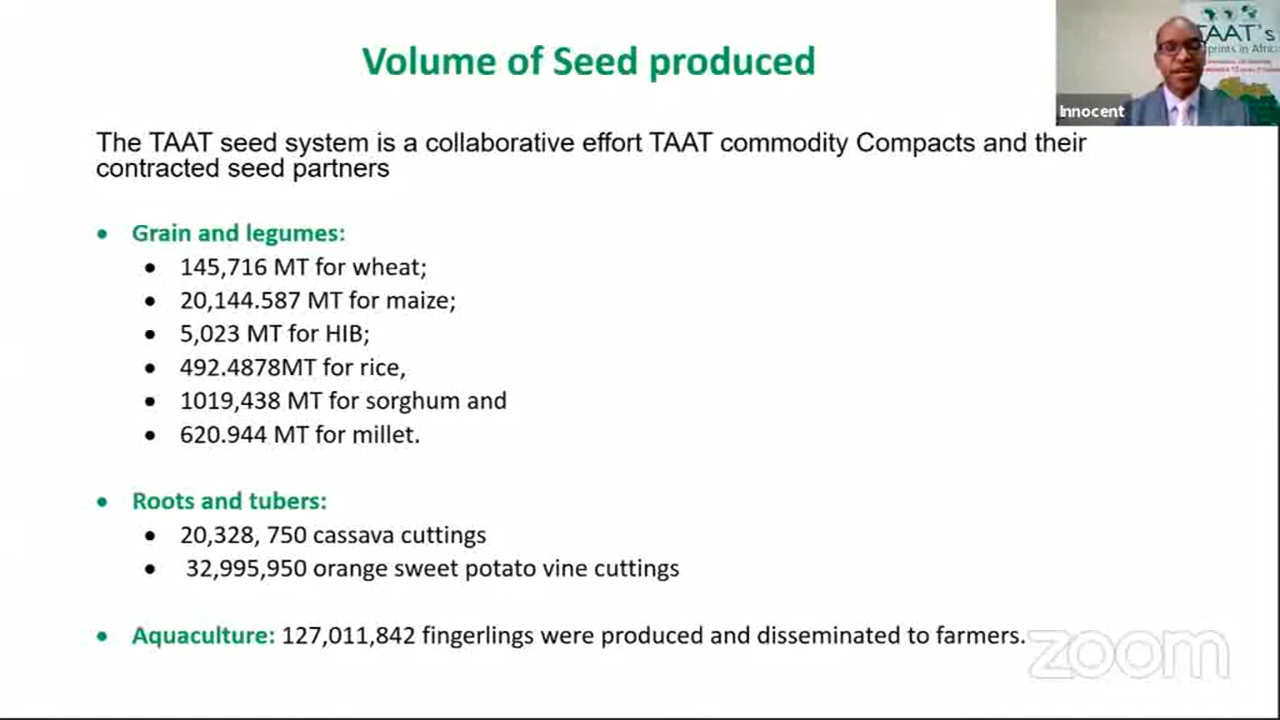 Volume of Seed produced
TAAT's
prints in Africa
Innocent
The TAAT seed system is a collaborative effort TAAT commodity Compacts and their
contracted seed partners
• Grain and legumes:
• 145,716 MT for wheat;
• 20,144.587 MT for maize;
• 5,023 MT for HIB;
• 492.4878MT for rice,
• 1019,438 MT for sorghum and
• 620.944 MT for millet.
• Roots and tubers:
• 20,328, 750 cassava cuttings
• 32,995,950 orange sweet potato vine cuttings
• Aquaculture: 127,011,842 fingerlings were produced and disseminated to farmers.
zoom